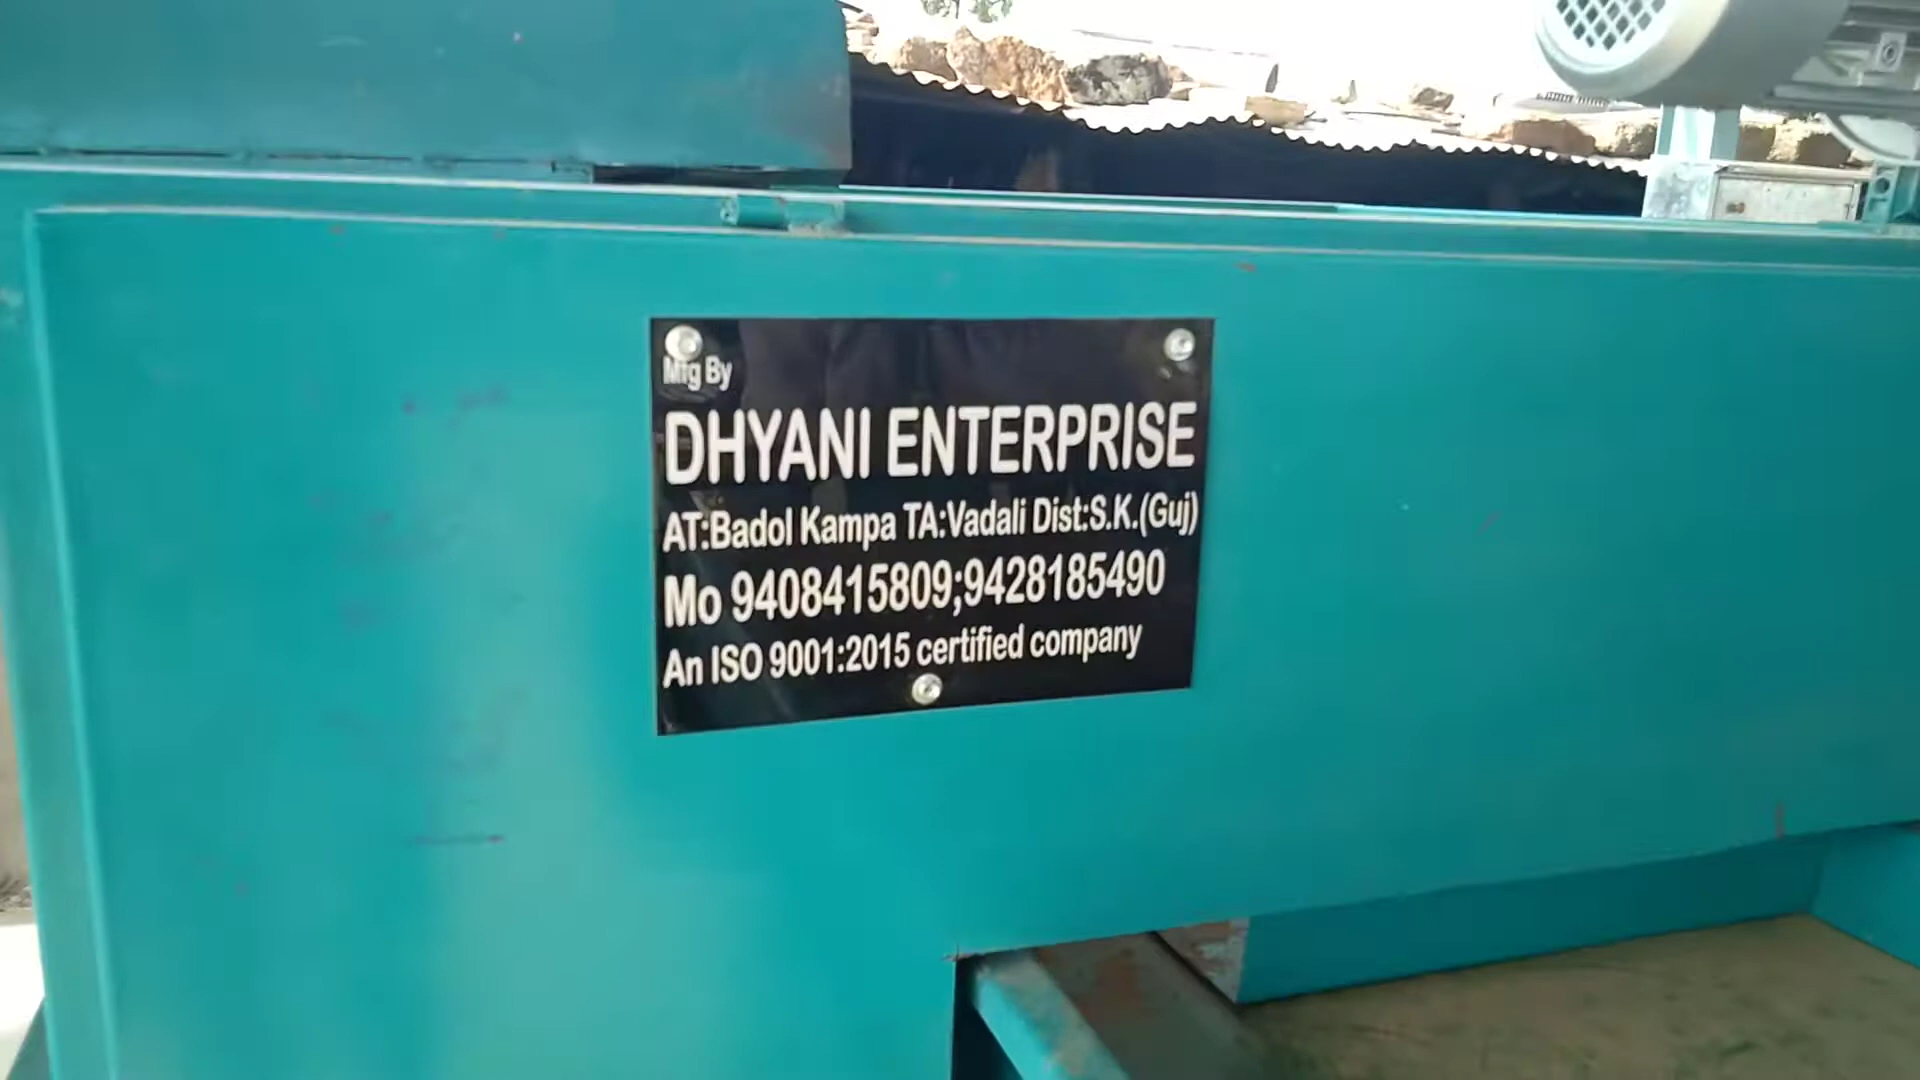 Mfg By
DHYANI ENTERPRISE
AT:Badol Kampa TA:Vadali Dist:S.K.(Guj)
Mo 9408415809;9428185490
An ISO 9001:2015 certified company